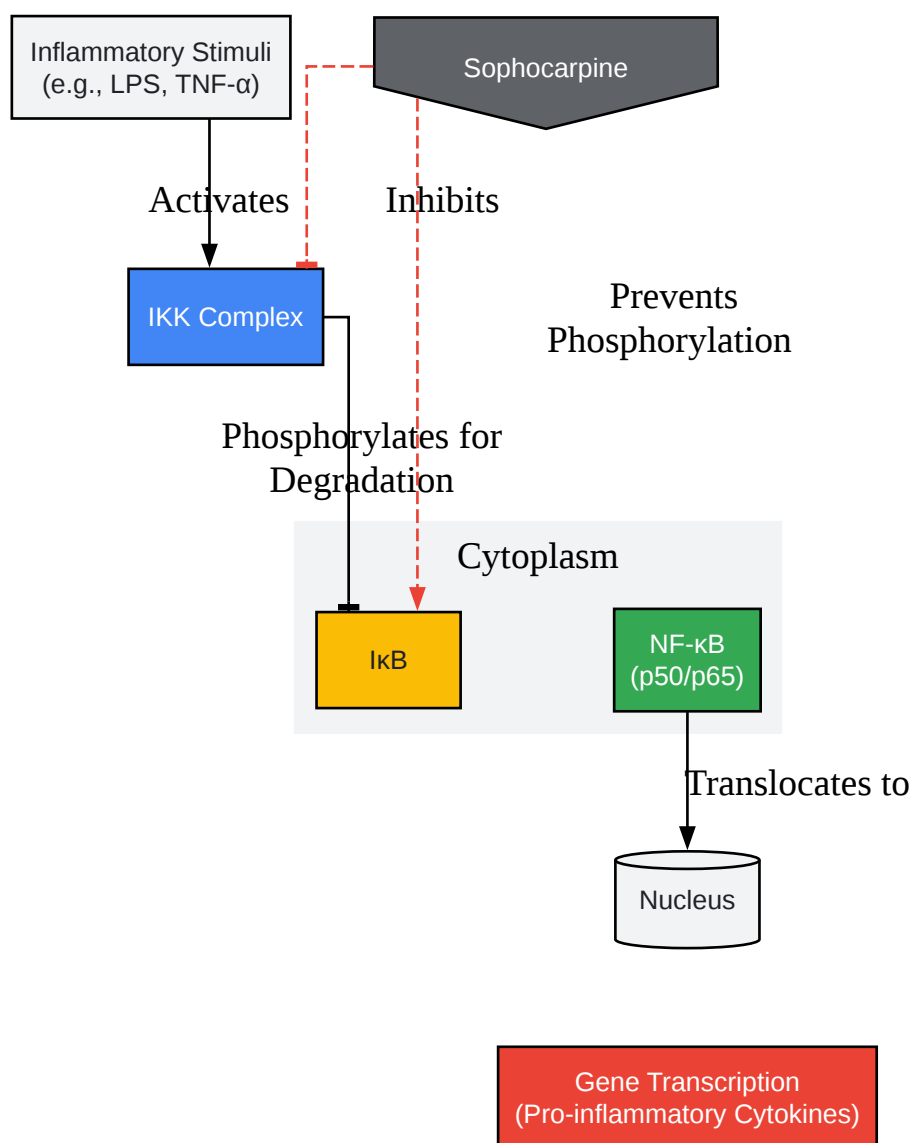 Inflammatory Stimuli
(e.g., LPS, TNF-α)
Sophocarpine
Activates
Inhibits
IKK Complex
Prevents
Phosphorylation
Phosphorylates for
Degradation
Cytoplasm
IκB
NF-κB
(p50/p65)
Translocates to
Nucleus
Gene Transcription
(Pro-inflammatory Cytokines)